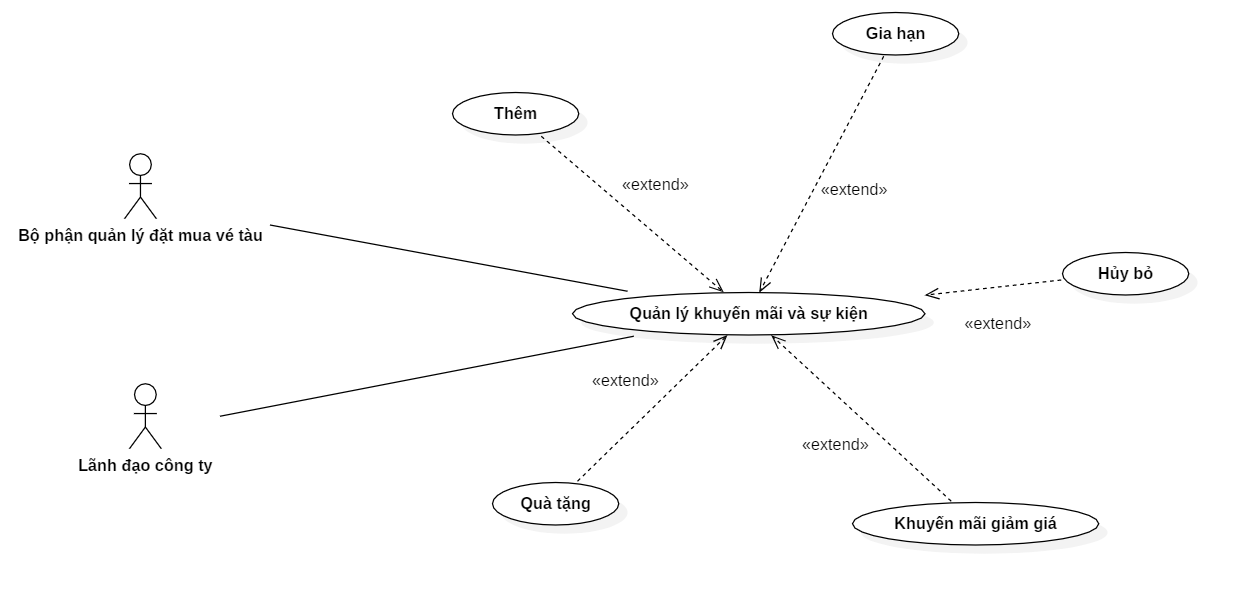 Gia hạn
Thêm
«extend»
«extend»
Bộ phận quản lý đặt mua vé tàu
Hủy bỏ
Quản lý khuyến mãi và sự kiện
«extend»
«extend»
«extend»
Lãnh đạo công ty
Quà tặng
Khuyến mãi giảm giá